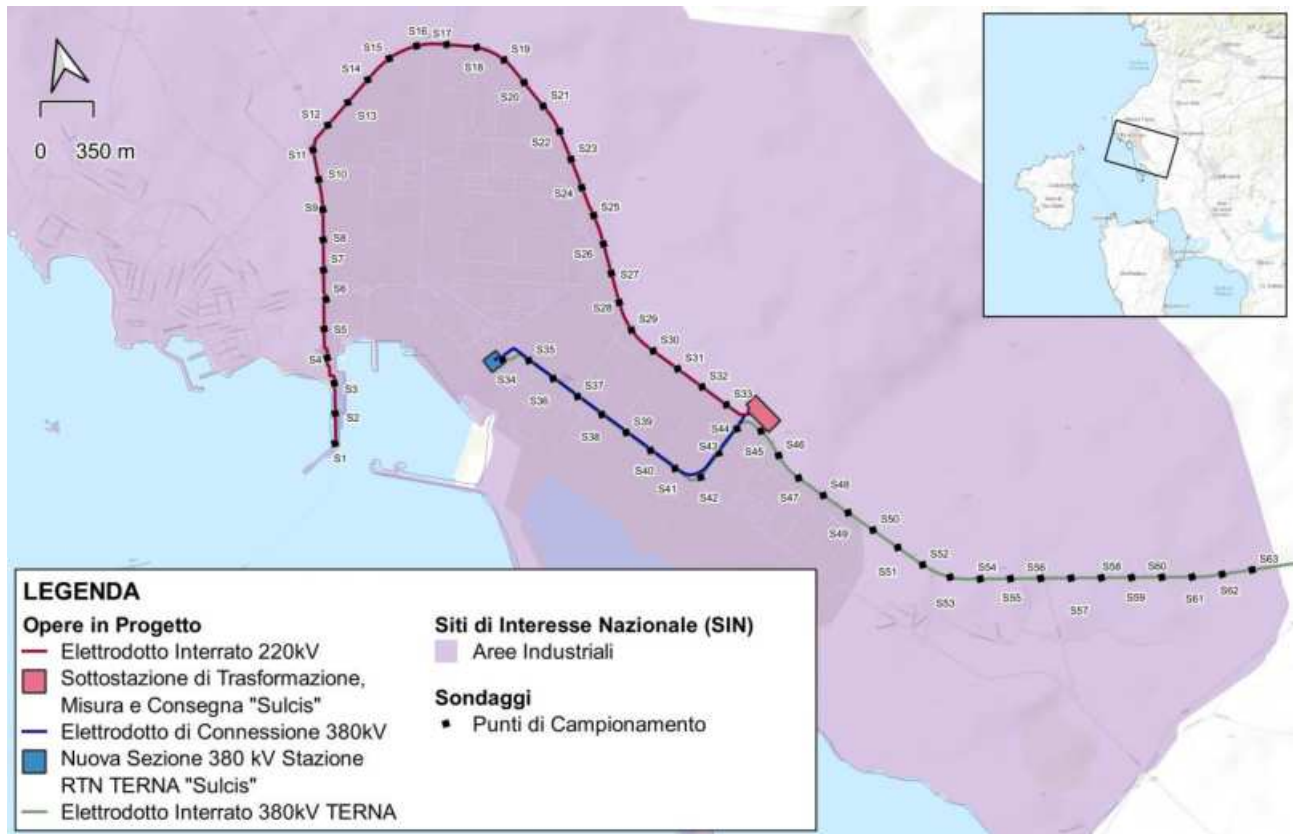 0 350 m
S1
S2
S3
S4
S5
S6
S7
S8
S9
S10
S11
S12
S13
S14
S15
S16
S17
S18
S19
S20
S21
S22
S23
S24
S25
S26
S27
S28
S29
S30
S31
S32
S33
S34
S35
S36
S37
S38
S39
S40
S41
S42
S43
S44
S45
S46
S47
S48
S49
S50
S51
S52
S53
S54
S55
S56
S57
S58
S59
S60
S61
S62
S63
LEGENDA
Opere in Progetto
Elettrodotto Interrato 220kV
Sottostazione di Trasformazione,
Misura e Consegna "Sulcis"
Elettrodotto di Connessione 380kV
Nuova Sezione 380 kV Stazione
RTN TERNA "Sulcis"
Elettrodotto Interrato 380kV TERNA
Siti di Interesse Nazionale (SIN)
Aree Industriali
Sondaggi
Punti di Campionamento